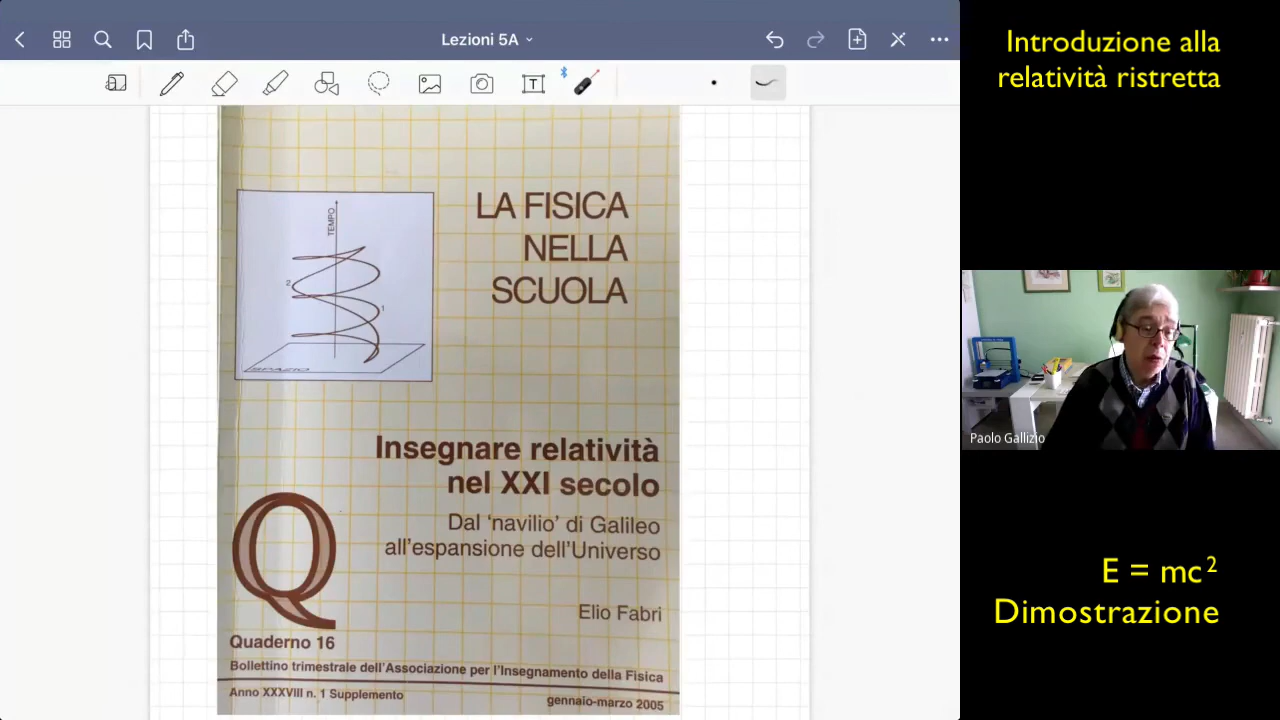 Lezioni 5A
T
LA FISICA
NELLA
SCUOLA
TEMPO
2
1
SPAZIO
Insegnare relatività
nel XXI secolo
Dal ‘navilio’ di Galileo
all’espansione dell’Universo
Elio Fabri
Q
Quaderno 16
Bollettino trimestrale dell’Associazione per l’Insegnamento della Fisica
Anno XXXVIII n. 1 Supplemento
gennaio-marzo 2005
Introduzione alla
relatività ristretta
Paolo Gallizio
E = mc²
Dimostrazione